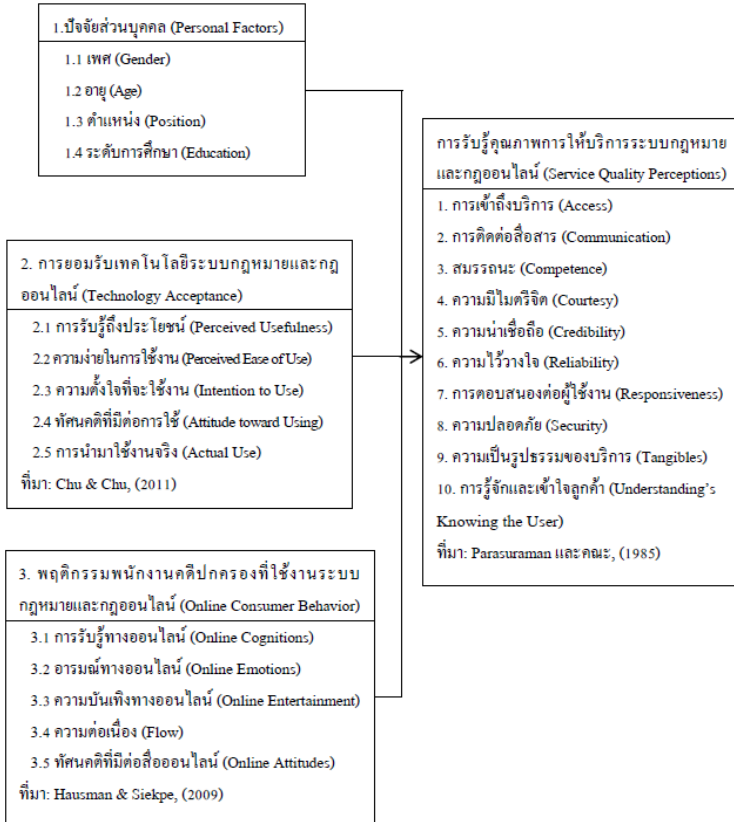 1.ปัจจัยส่วนบุคคล (Personal Factors)
1.1 เพศ (Gender)
1.2 อายุ (Age)
1.3 ตำแหน่ง (Position)
1.4 ระดับการศึกษา (Education)
2. การยอมรับเทคโนโลยีระบบกฎหมายและกฎ
ออนไลน์ (Technology Acceptance)
2.1 การรับรู้ถึงประโยชน์ (Perceived Usefulness)
2.2 ความง่ายในการใช้งาน (Perceived Ease of Use)
2.3 ความตั้งใจที่จะใช้งาน (Intention to Use)
2.4 ทัศนคติที่มีต่อการใช้ (Attitude toward Using)
2.5 การนำมาใช้งานจริง (Actual Use)
ที่มา: Chu & Chu, (2011)
3. พฤติกรรมพนักงานคดีปกครองที่ใช้งานระบบ
กฎหมายและกฎออนไลน์ (Online Consumer Behavior)
3.1 การรับรู้ทางออนไลน์ (Online Cognitions)
3.2 อารมณ์ทางออนไลน์ (Online Emotions)
3.3 ความบันเทิงทางออนไลน์ (Online Entertainment)
3.4 ความต่อเนื่อง (Flow)
3.5 ทัศนคติที่มีต่อสื่อออนไลน์ (Online Attitudes)
ที่มา: Hausman & Siekpe, (2009)
การรับรู้คุณภาพการให้บริการระบบกฎหมาย
และกฎออนไลน์ (Service Quality Perceptions)
1. การเข้าถึงบริการ (Access)
2. การติดต่อสื่อสาร (Communication)
3. สมรรถนะ (Competence)
4. ความมีไมตรีจิต (Courtesy)
5. ความน่าเชื่อถือ (Credibility)
6. ความไว้วางใจ (Reliability)
7. การตอบสนองต่อผู้ใช้งาน (Responsiveness)
8. ความปลอดภัย (Security)
9. ความเป็นรูปธรรมของบริการ (Tangibles)
10. การรู้จักและเข้าใจลูกค้า (Understanding’s
Knowing the User)
ที่มา: Parasuraman และคณะ, (1985)